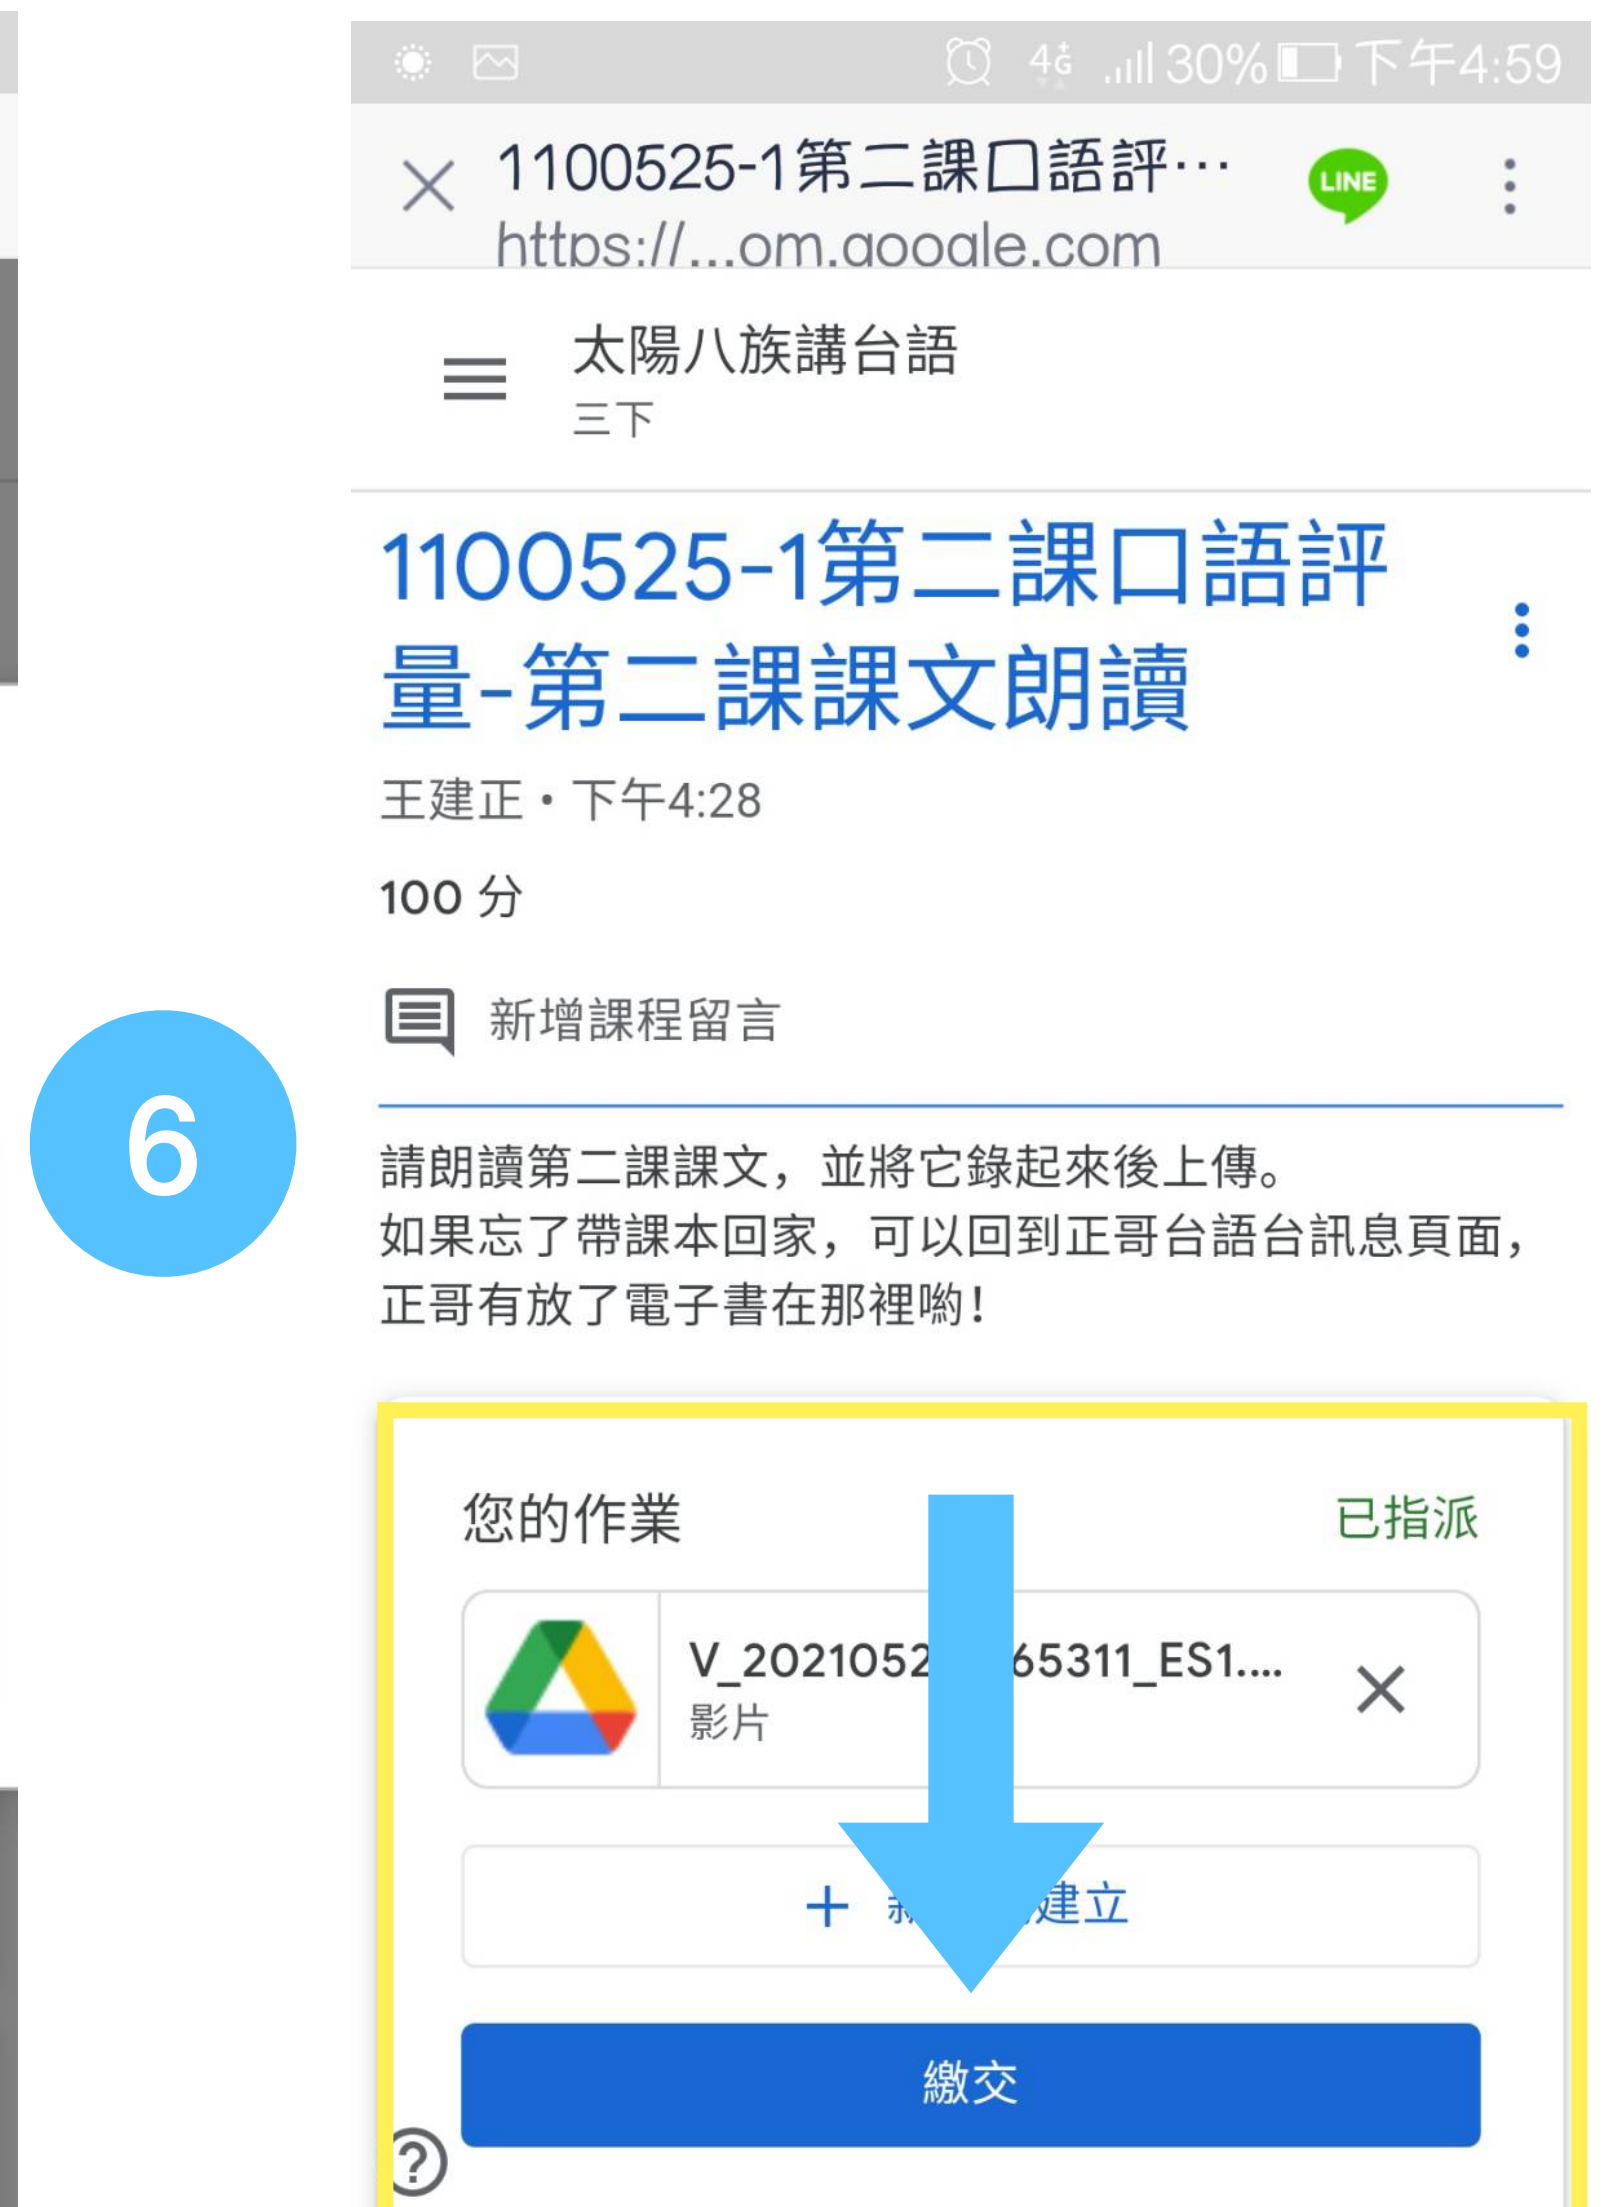 30% 下午4:59
1100525-1第二課口語評…
LINE
https://...om.google.com
太陽八族講台語
三下
1100525-1第二課口語評
量-第二課課文朗讀
王建正・下午4:28
100 分
新增課程留言
6
請朗讀第二課課文，並將它錄起來後上傳。
如果忘了帶課本回家，可以回到正哥台語台訊息頁面，
正哥有放了電子書在那裡喲！
您的作業 已指派
V_202105 65311_ES1....
影片
+ 建立
繳交
?